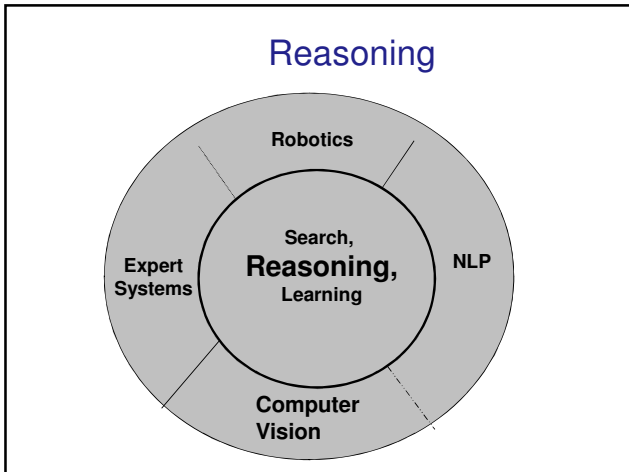 Reasoning
Robotics
Search,
Reasoning,
Learning
Expert
Systems
NLP
Computer
Vision